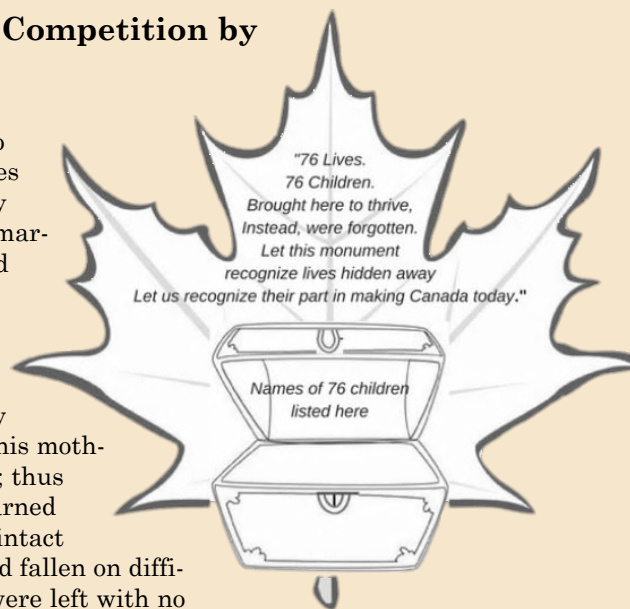 Competition by
"76 Lives.
76 Children.
Brought here to thrive,
Instead, were forgotten.
Let this monument
recognize lives hidden away
Let us recognize their part in making Canada today."
Names of 76 children
listed here
mar-
his moth-
; thus
intact
d fallen on diffi-
were left with no